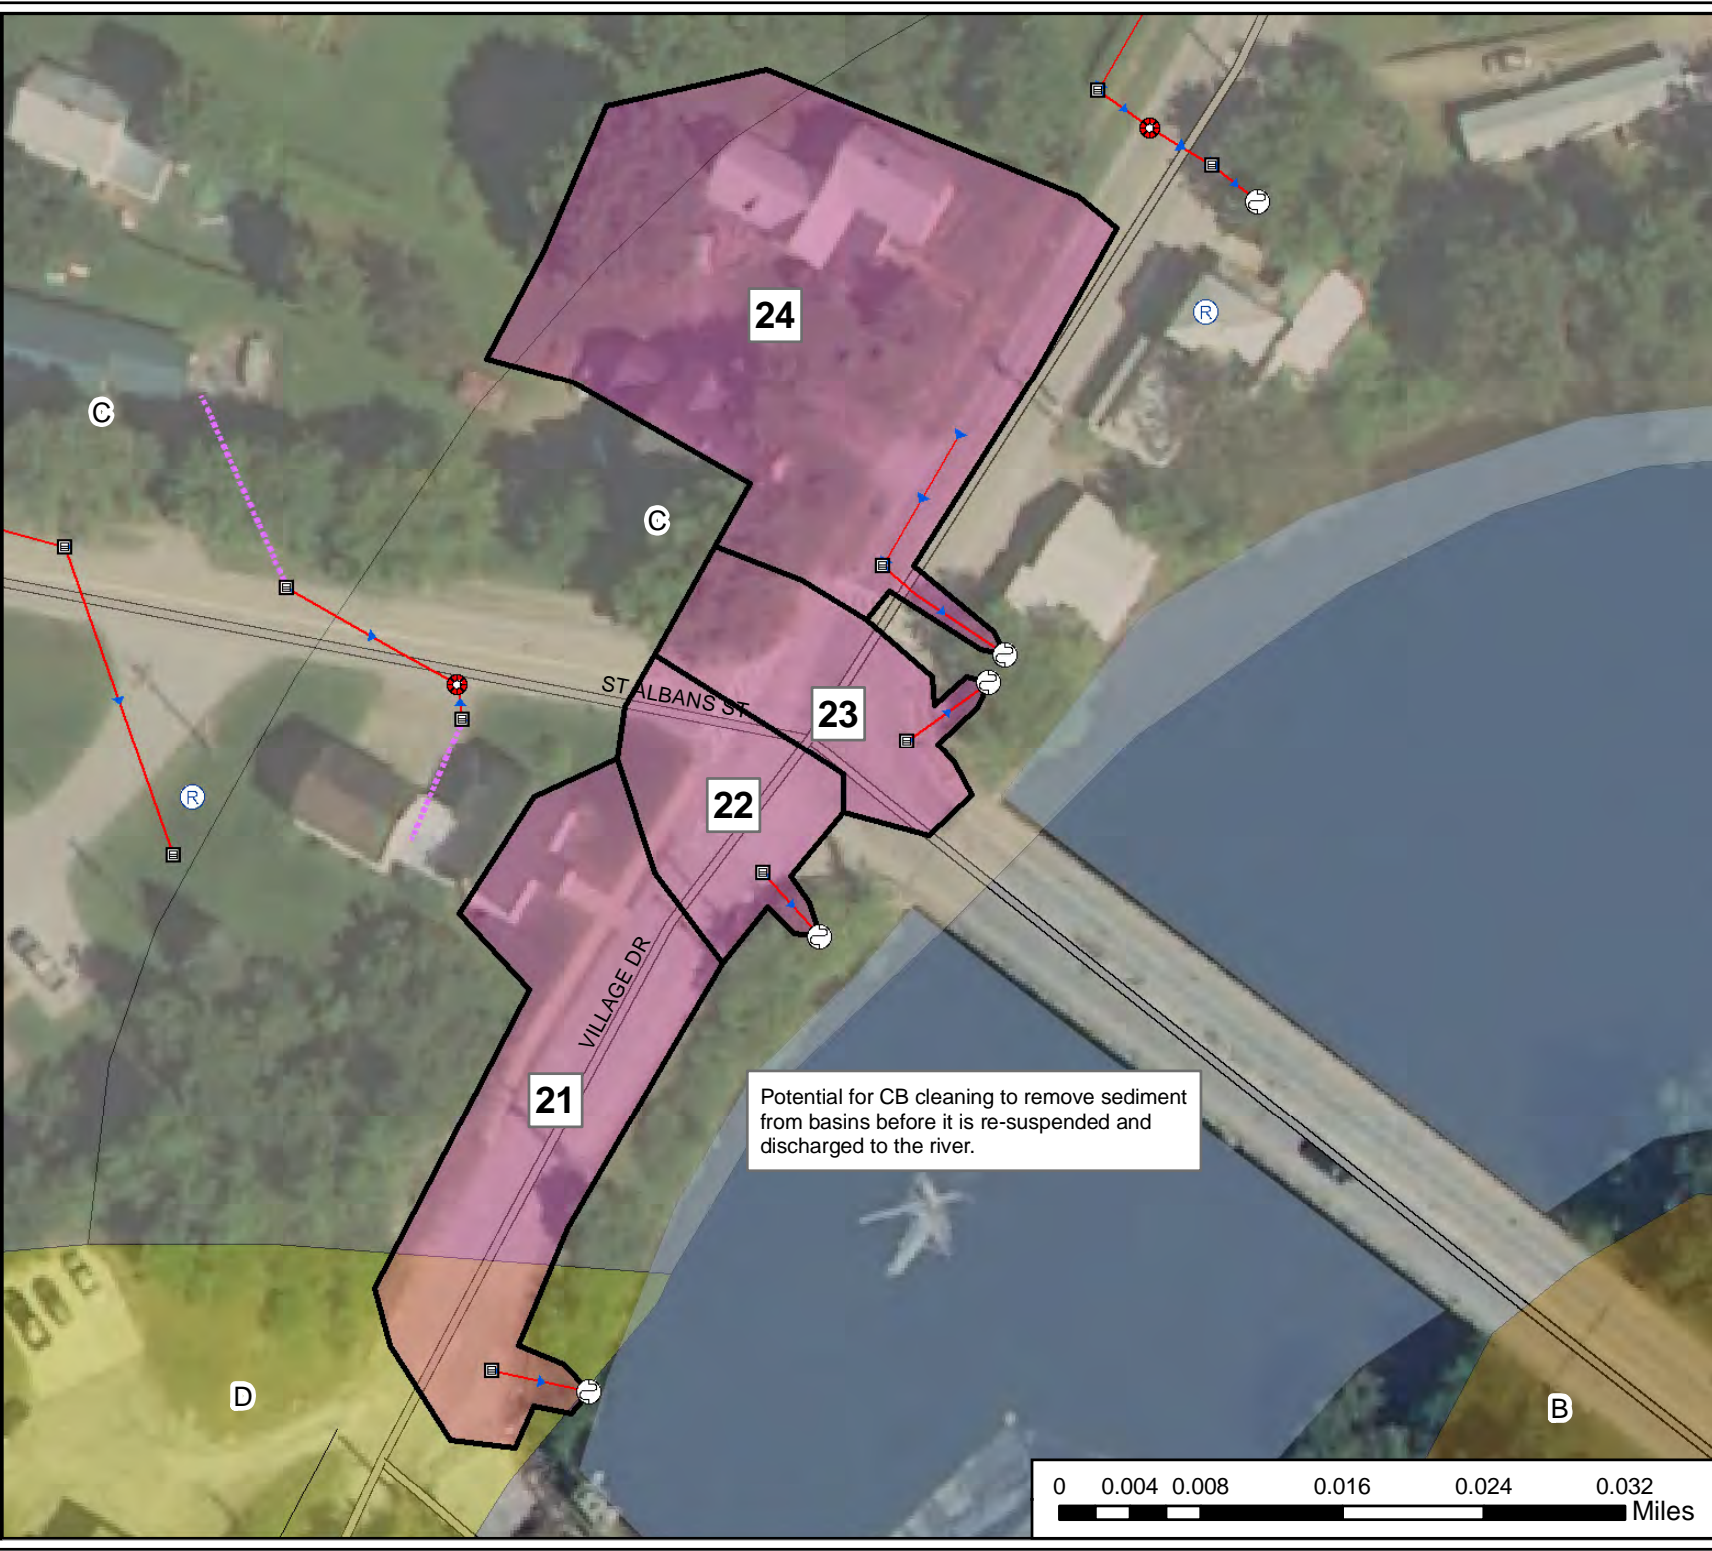 24
R
C
C
ST ALBANS ST
23
R
22
VILLAGE DR
21
Potential for CB cleaning to remove sediment
from basins before it is re-suspended and
discharged to the river.
D
B
0 0.004 0.008 0.016 0.024 0.032
Miles